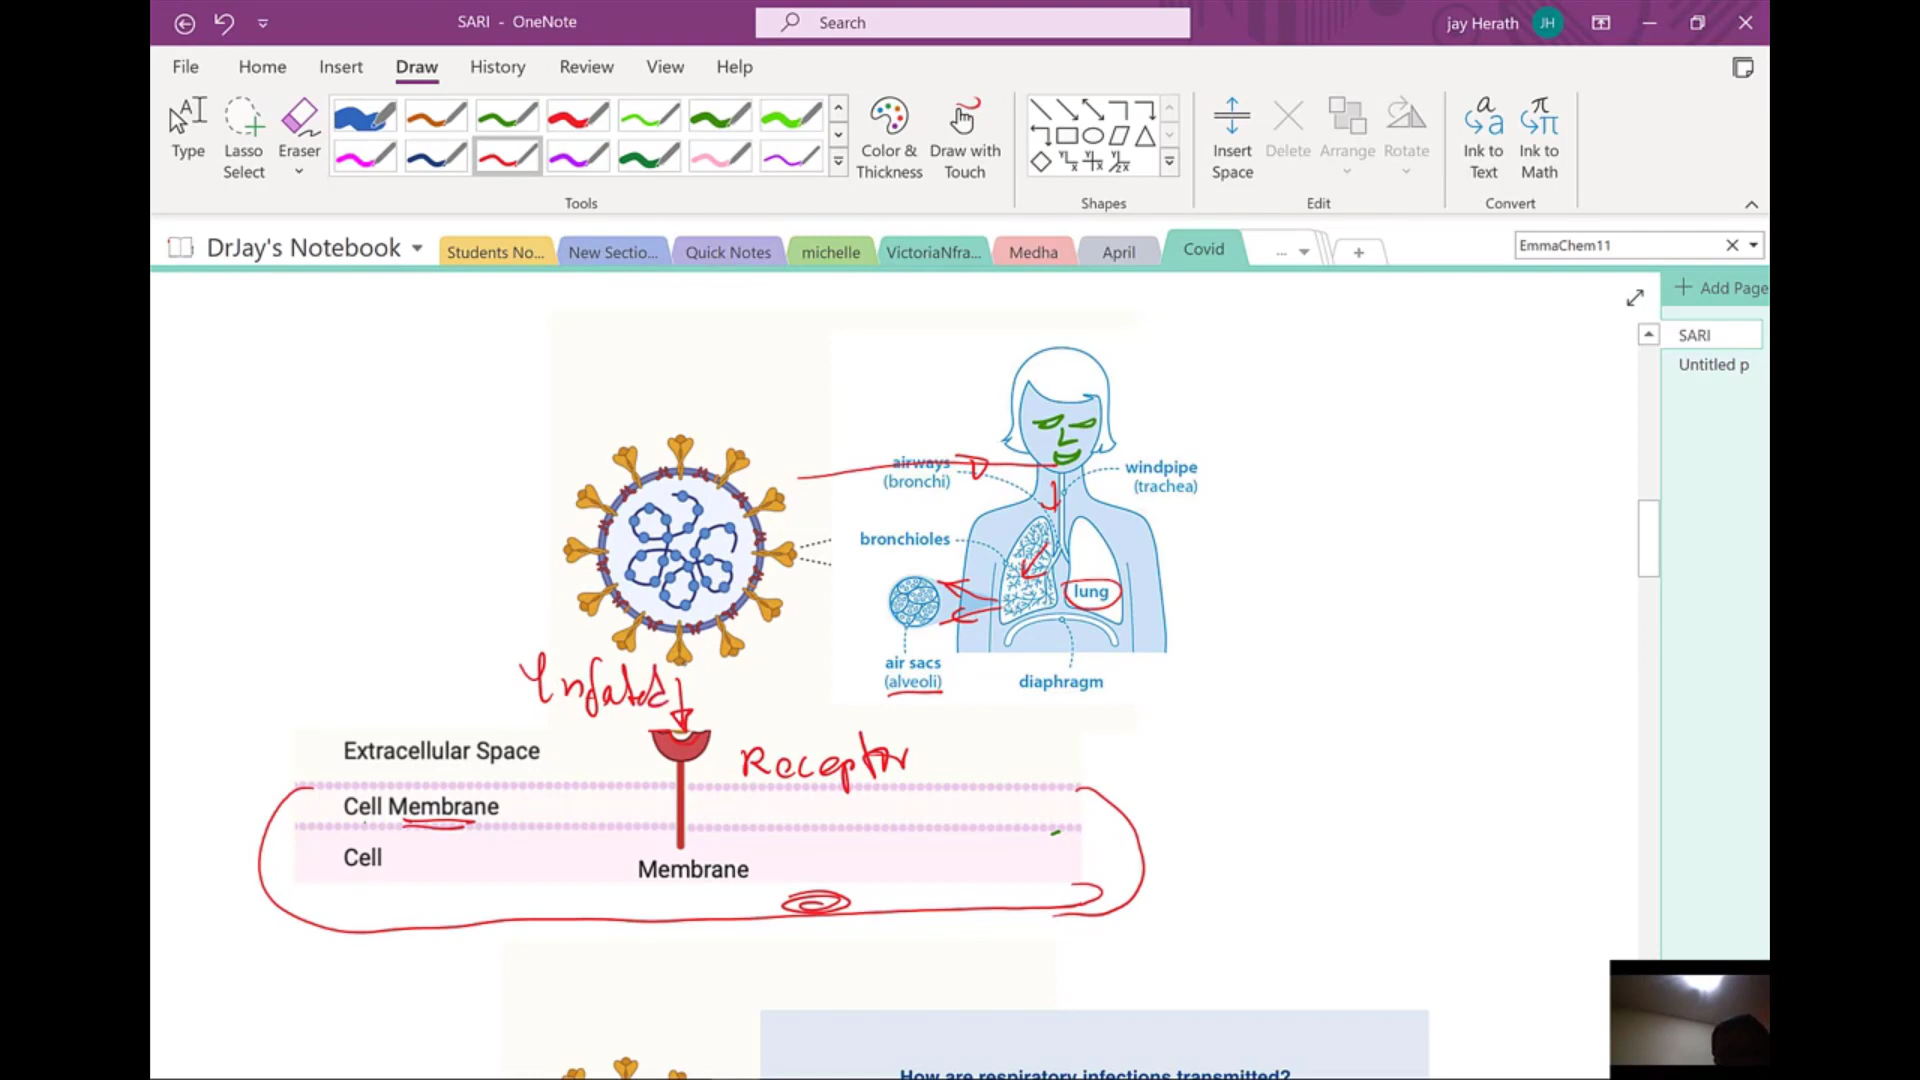 SARI - OneNote
Search
jay Herath
JH
File Home Insert Draw History Review View Help
Type
Lasso Select
Eraser
Color & Thickness
Draw with Touch
Insert Space
Delete
Arrange
Rotate
a a
Ink to Text
π π
Ink to Math
Tools
Shapes
Edit
Convert
DrJay's Notebook
Students No...
New Sectio...
Quick Notes
michelle
VictoriaNfra...
Medha
April
Covid
...
EmmaChem11
Add Page
SARI
Untitled p
airways
(bronchi)
windpipe
(trachea)
bronchioles
lung
air sacs
(alveoli)
diaphragm
Extracellular Space
Receptor
Cell Membrane
Cell
Membrane
How are respiratory infections transmitted?